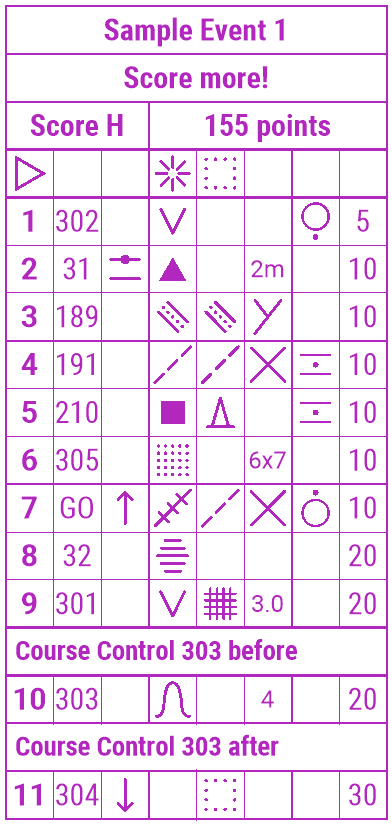 Sample Event 1
Score more!
Score H 155 points
1 302 5
2 31 2m 10
3 189 10
4 191 10
5 210 10
6 305 6x7 10
7 GO 10
8 32 20
9 301 3.0 20
Course Control 303 before
10 303 4 20
Course Control 303 after
11 304 30